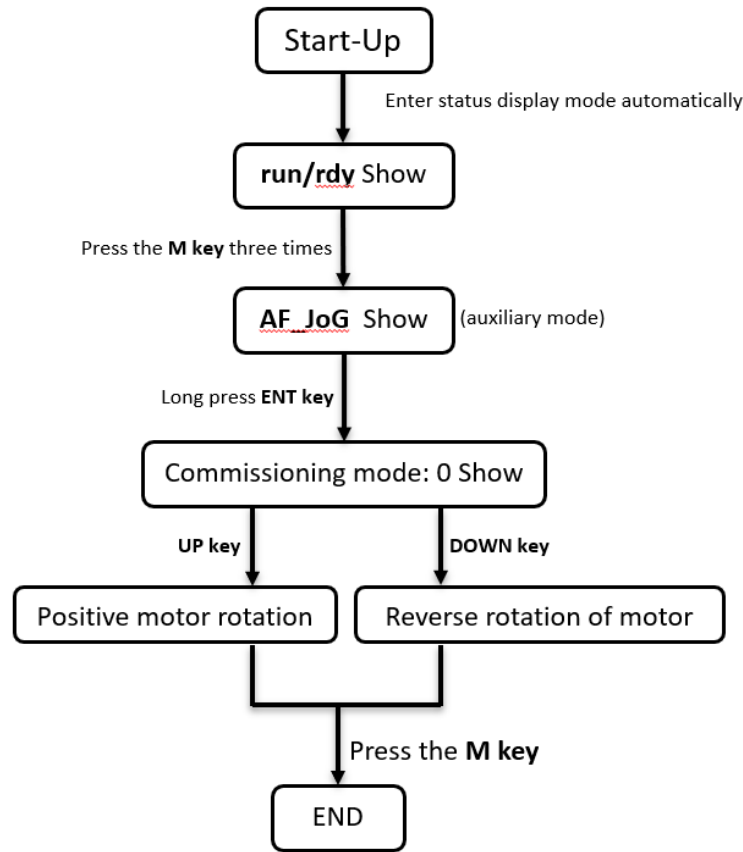 Start-Up
Enter status display mode automatically
run/rdy Show
Press the M key three times
AF_JoG Show
(auxiliary mode)
Long press ENT key
Commissioning mode: 0 Show
UP key
DOWN key
Positive motor rotation
Reverse rotation of motor
Press the M key
END